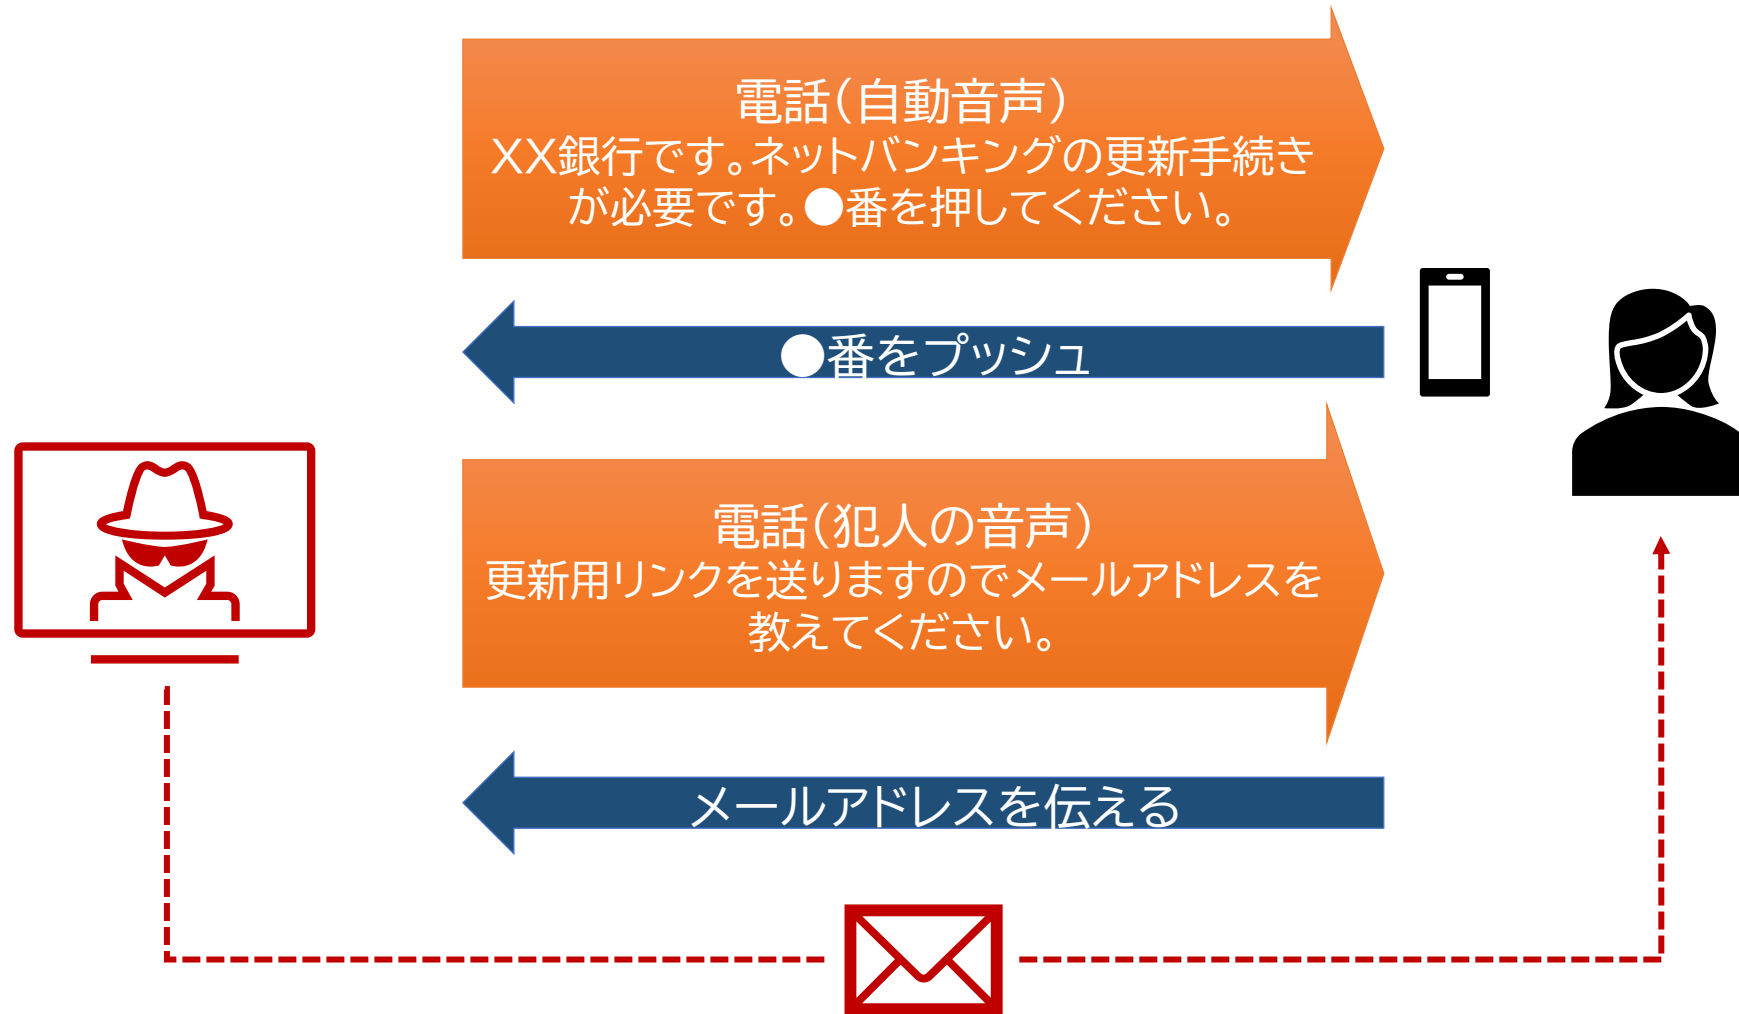 電話（自動音声）
XX銀行です。ネットバンキングの更新手続き
が必要です。●番を押してください。
●番をプッシュ
電話（犯人の音声）
更新用リンクを送りますのでメールアドレスを
教えてください。
メールアドレスを伝える